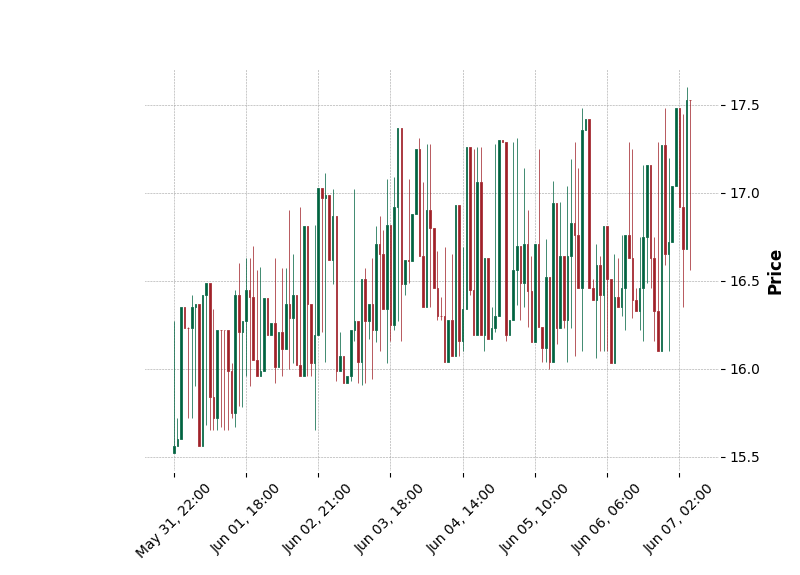 17.5
17.0
16.5
16.0
15.5
Price
May 31, 22:00
Jun 01, 18:00
Jun 02, 21:00
Jun 03, 18:00
Jun 04, 14:00
Jun 05, 10:00
Jun 06, 06:00
Jun 07, 02:00